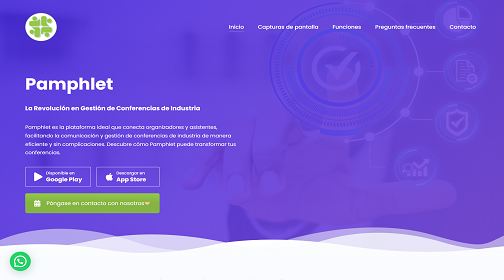 Inicio Capturas de pantalla Funciones Preguntas frecuentes Contacto
Pamphlet
La Revolución en Gestión de Conferencias de Industria
Pamphlet es la plataforma ideal que conecta organizadores y asistentes,
facilitando la comunicación y gestión de conferencias de industria de manera
eficiente y sin complicaciones. Descubre cómo Pamphlet puede transformar tus
conferencias.
Disponible en
Google Play
Descargar en
App Store
Póngase en contacto con nosotros